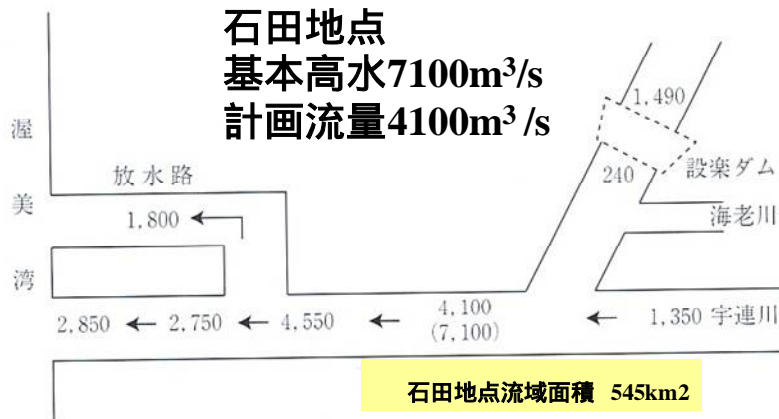 石田地点
基本高水7100m³/s
計画流量4100m³/s
1,490
設楽ダム
240
海老川
渥美湾
放水路
1,800 ←
2,850 ← 2,750 ← 4,550 ← 4,100 ← 1,350 宇連川
(7,100)
石田地点流域面積 545km2